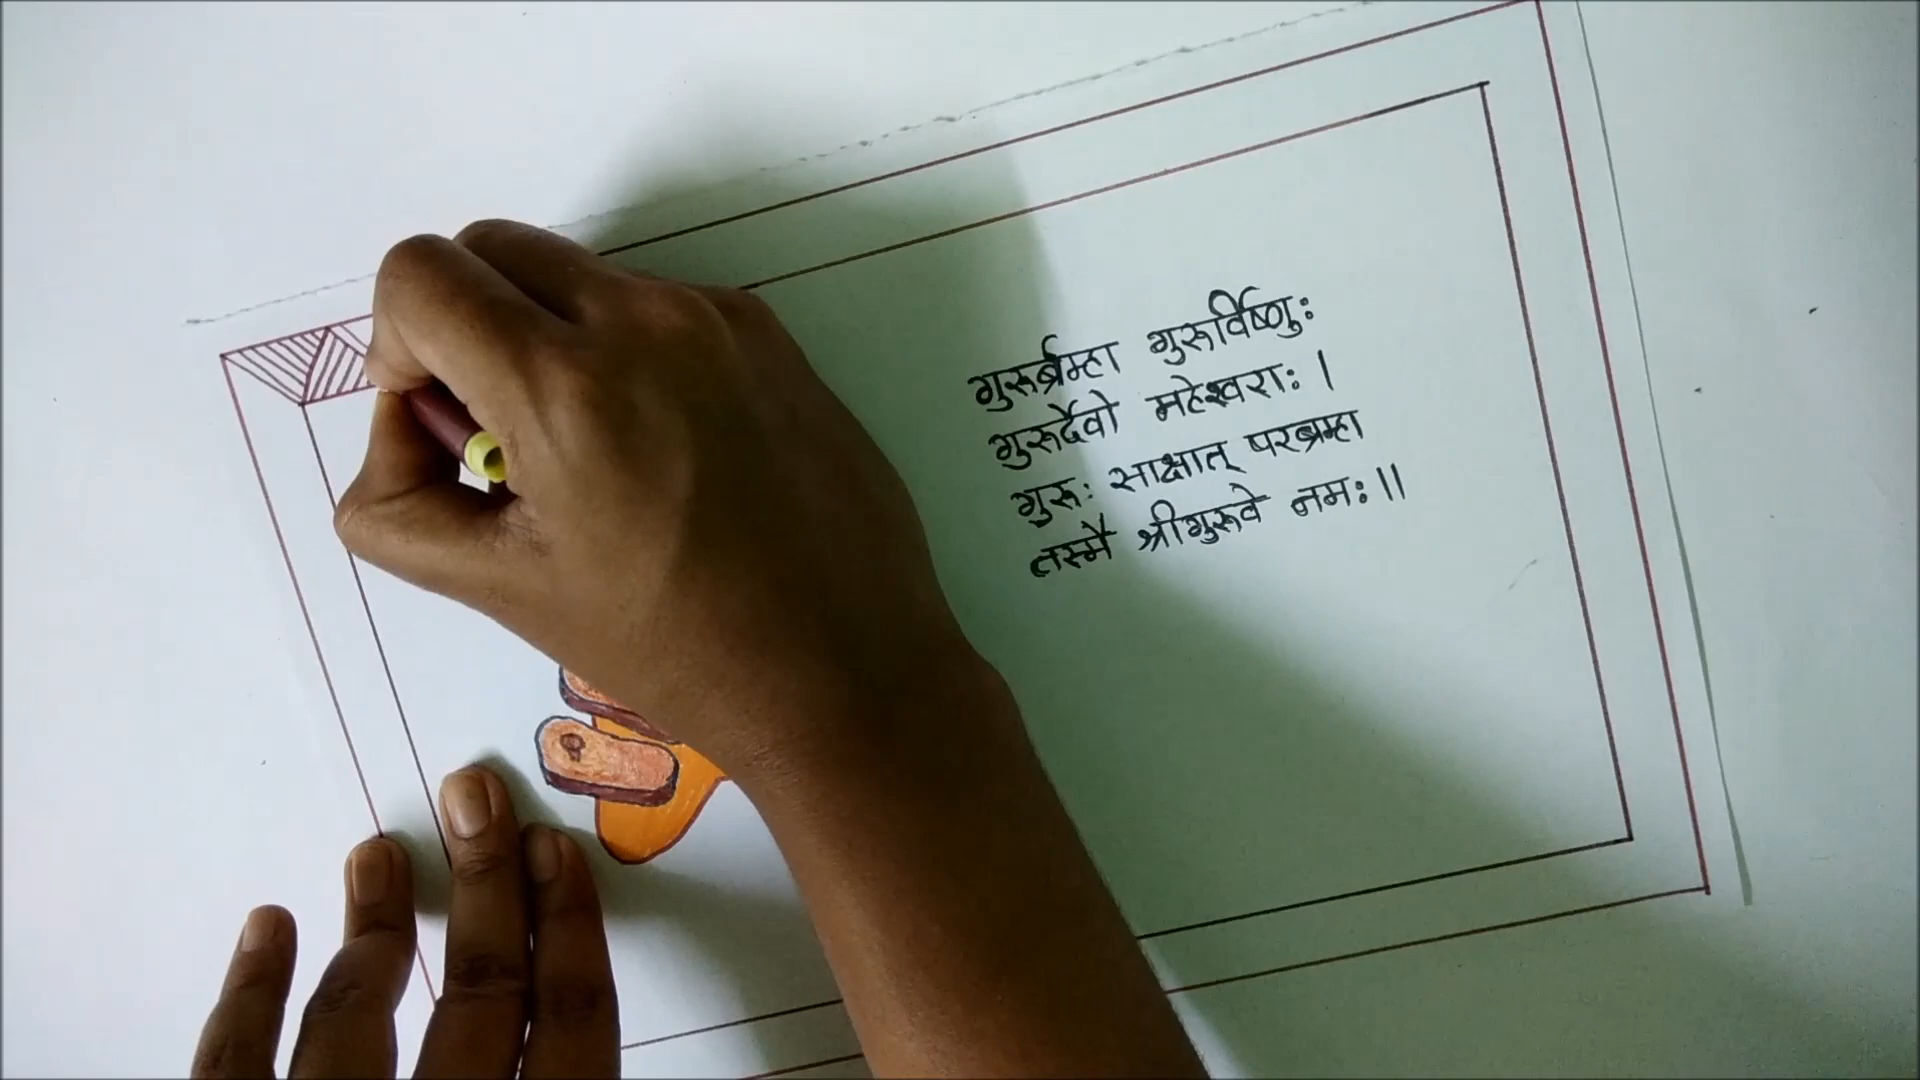 गुरुर्ब्रम्हा गुरुर्विष्णुः
गुरुर्देवो महेश्वराः ।
गुरुः साक्षात् परब्रम्हा
तस्मै श्रीगुरुवे नमः ॥